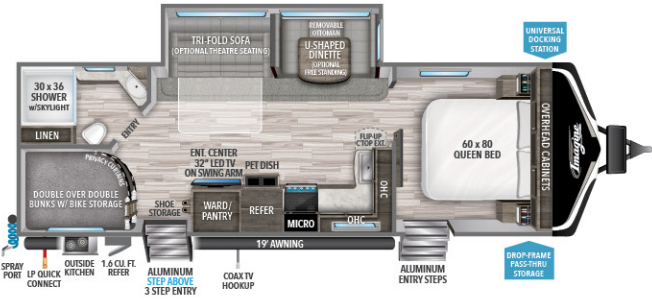 UNIVERSAL
DOCKING
STATION
TRI-FOLD SOFA
(OPTIONAL THEATRE SEATING)
REMOVABLE
OTTOMAN
U-SHAPED
DINETTE
(OPTIONAL
FREE STANDING)
30 x 36
SHOWER
w/SKYLIGHT
LINEN
ENTRY
PRIVACY CURTAINS
DOUBLE OVER DOUBLE
BUNKS W/ BIKE STORAGE
ENT. CENTER
32" LED TV
ON SWING ARM
PET DISH
SHOE
STORAGE
WARD/
PANTRY
REFER
MICRO
FLIP-UP
C'TOP EXT.
OHC
OHC
60 x 80
QUEEN BED
OVERHEAD CABINETS
Imagine
19' AWNING
SPRAY
PORT
LP QUICK
CONNECT
OUTSIDE
KITCHEN
1.6 CU. FT.
REFER
ALUMINUM
STEP ABOVE
3 STEP ENTRY
COAX TV
HOOKUP
ALUMINUM
ENTRY STEPS
DROP-FRAME
PASS-THRU
STORAGE